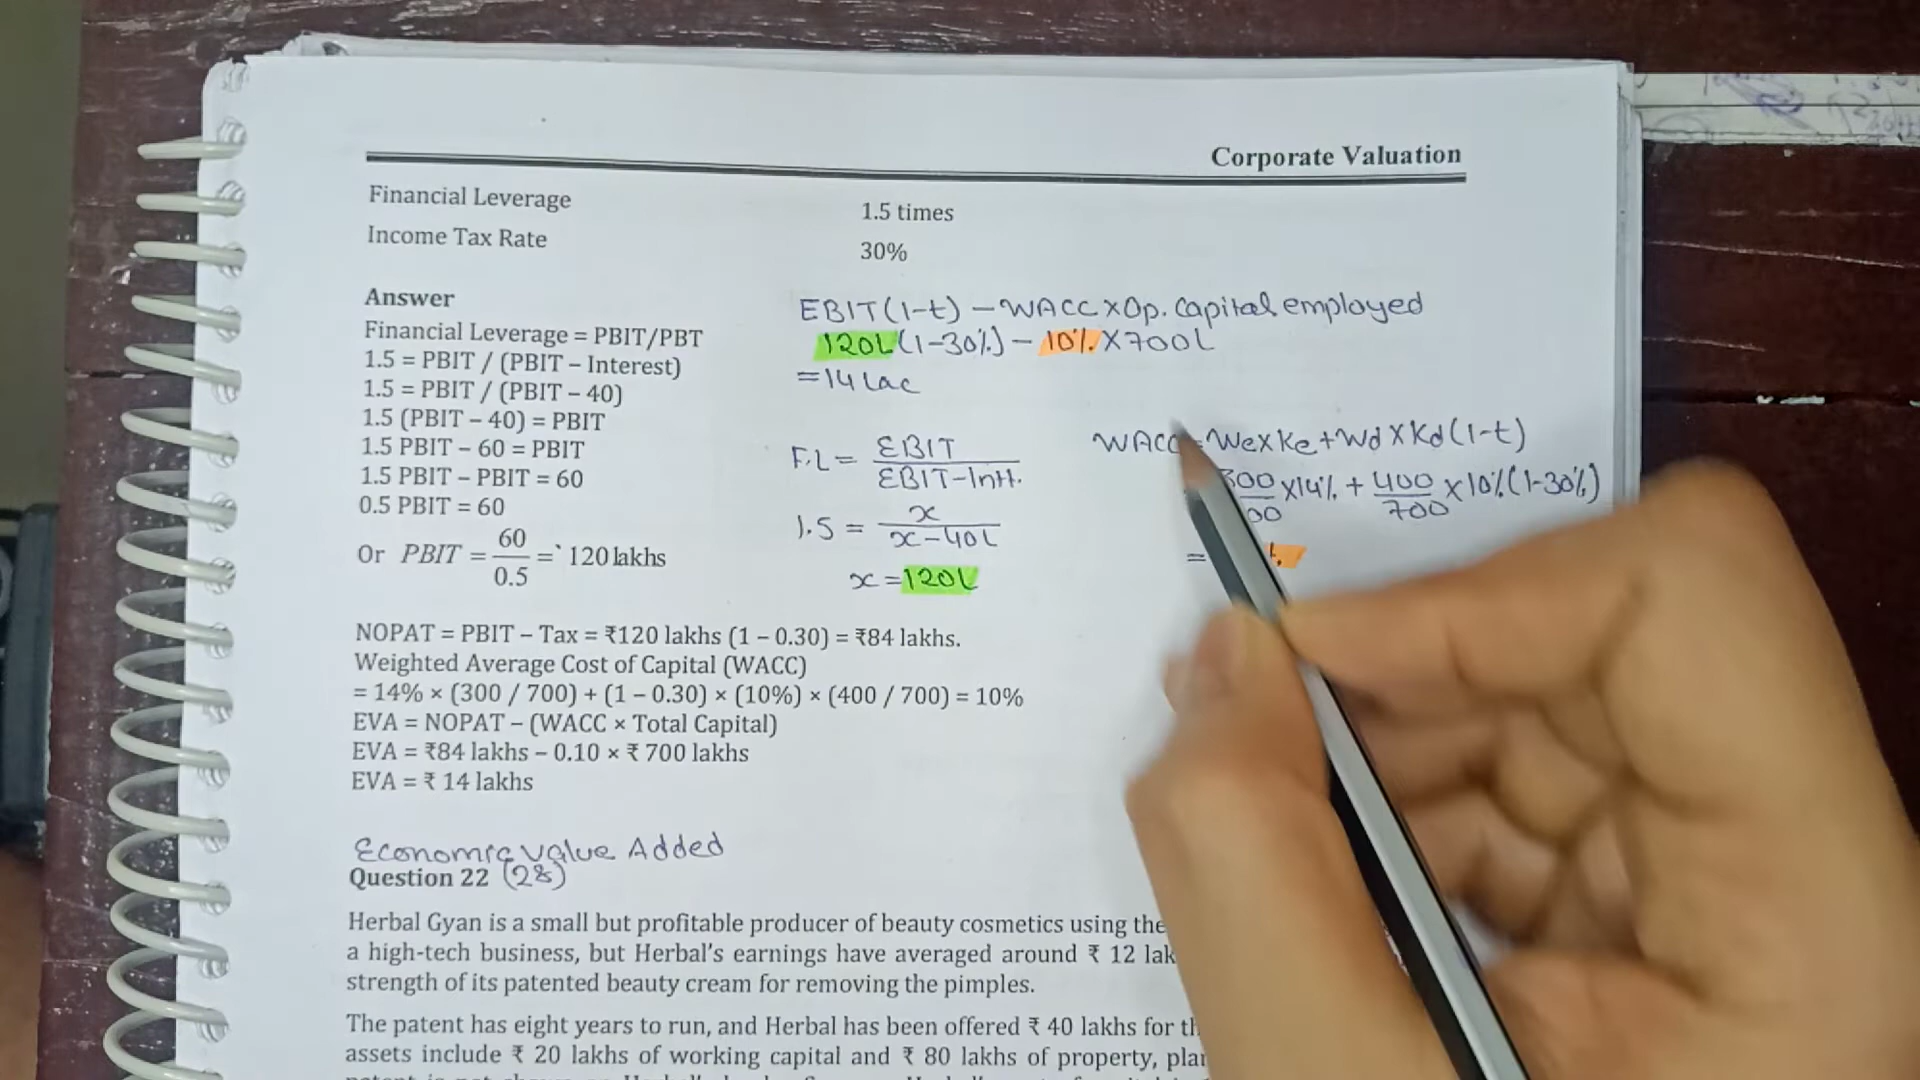 Corporate Valuation
Financial Leverage 1.5 times
Income Tax Rate 30%
Answer
Financial Leverage = PBIT/PBT
1.5 = PBIT / (PBIT – Interest)
1.5 = PBIT / (PBIT – 40)
1.5 (PBIT – 40) = PBIT
1.5 PBIT – 60 = PBIT
1.5 PBIT – PBIT = 60
0.5 PBIT = 60
Or PBIT = 60/0.5 = ` 120 lakhs
EBIT(1-t) - WACC × Op. Capital employed
120L(1-30%) - 10% × 700L
= 14 Lac
F.L = EBIT / EBIT-Intt.
1.5 = x / x-40L
x = 120L
WACC = We × Ke + Wd × Kd (1-t)
300 ×14% + 400/700 ×10%(1-30%)
00
= %
NOPAT = PBIT – Tax = ₹120 lakhs (1 – 0.30) = ₹84 lakhs.
Weighted Average Cost of Capital (WACC)
= 14% × (300 / 700) + (1 – 0.30) × (10%) × (400 / 700) = 10%
EVA = NOPAT – (WACC × Total Capital)
EVA = ₹84 lakhs – 0.10 × ₹ 700 lakhs
EVA = ₹ 14 lakhs
Economic value Added
Question 22 (28)
Herbal Gyan is a small but profitable producer of beauty cosmetics using the
a high-tech business, but Herbal's earnings have averaged around ₹ 12 lak
strength of its patented beauty cream for removing the pimples.
The patent has eight years to run, and Herbal has been offered ₹ 40 lakhs for th
assets include ₹ 20 lakhs of working capital and ₹ 80 lakhs of property, plan